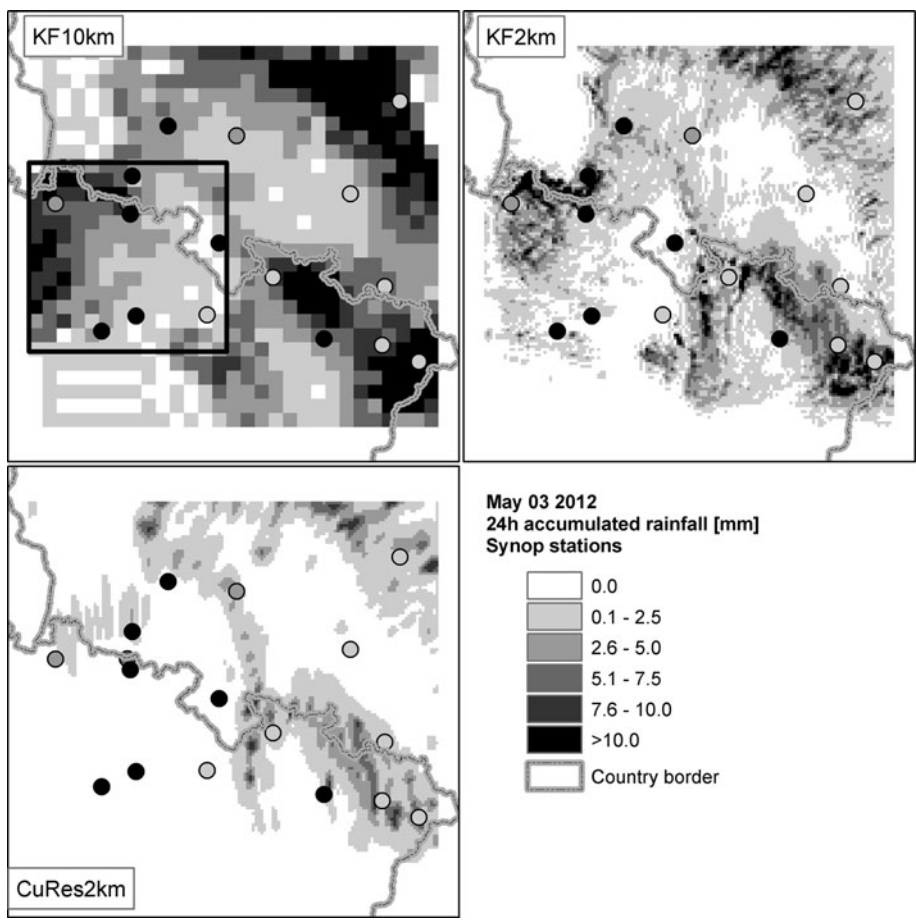 KF10km
KF2km
CuRes2km
May 03 2012
24h accumulated rainfall [mm]
Synop stations
0.0
0.1 - 2.5
2.6 - 5.0
5.1 - 7.5
7.6 - 10.0
>10.0
Country border